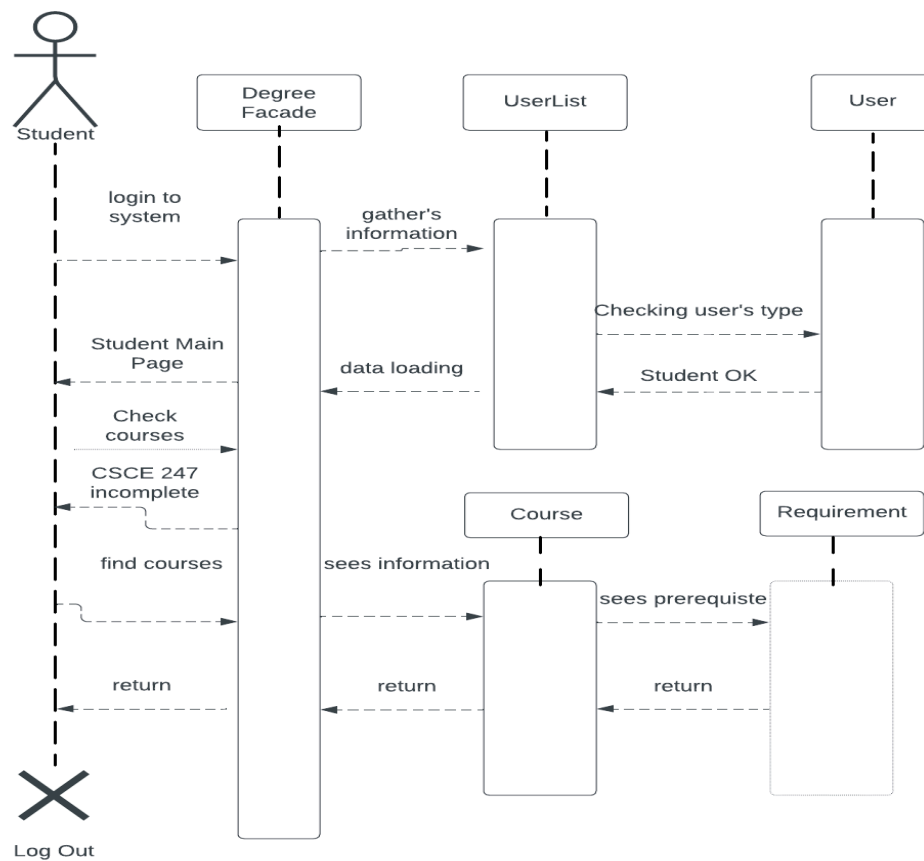 Degree
Facade
UserList
User
Student
login to
system
gather's
information
Checking user's type
Student Main
Page
data loading
Student OK
Check
courses
CSCE 247
incomplete
Course
Requirement
find courses
sees information
sees prerequiste
return
return
return
Log Out